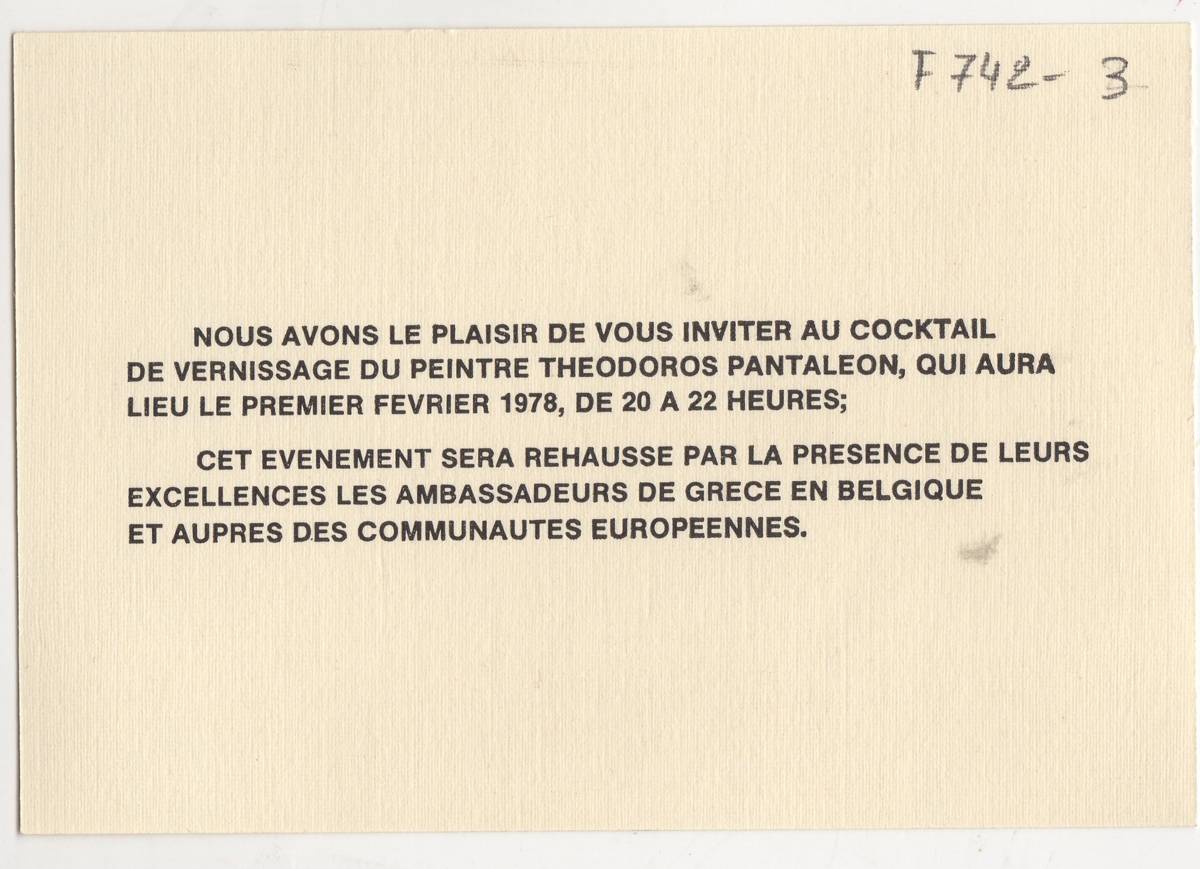 F 742 - 3
NOUS AVONS LE PLAISIR DE VOUS INVITER AU COCKTAIL
DE VERNISSAGE DU PEINTRE THEODOROS PANTALEON, QUI AURA
LIEU LE PREMIER FEVRIER 1978, DE 20 A 22 HEURES;
CET EVENEMENT SERA REHAUSSE PAR LA PRESENCE DE LEURS
EXCELLENCES LES AMBASSADEURS DE GRECE EN BELGIQUE
ET AUPRES DES COMMUNAUTES EUROPEENNES.